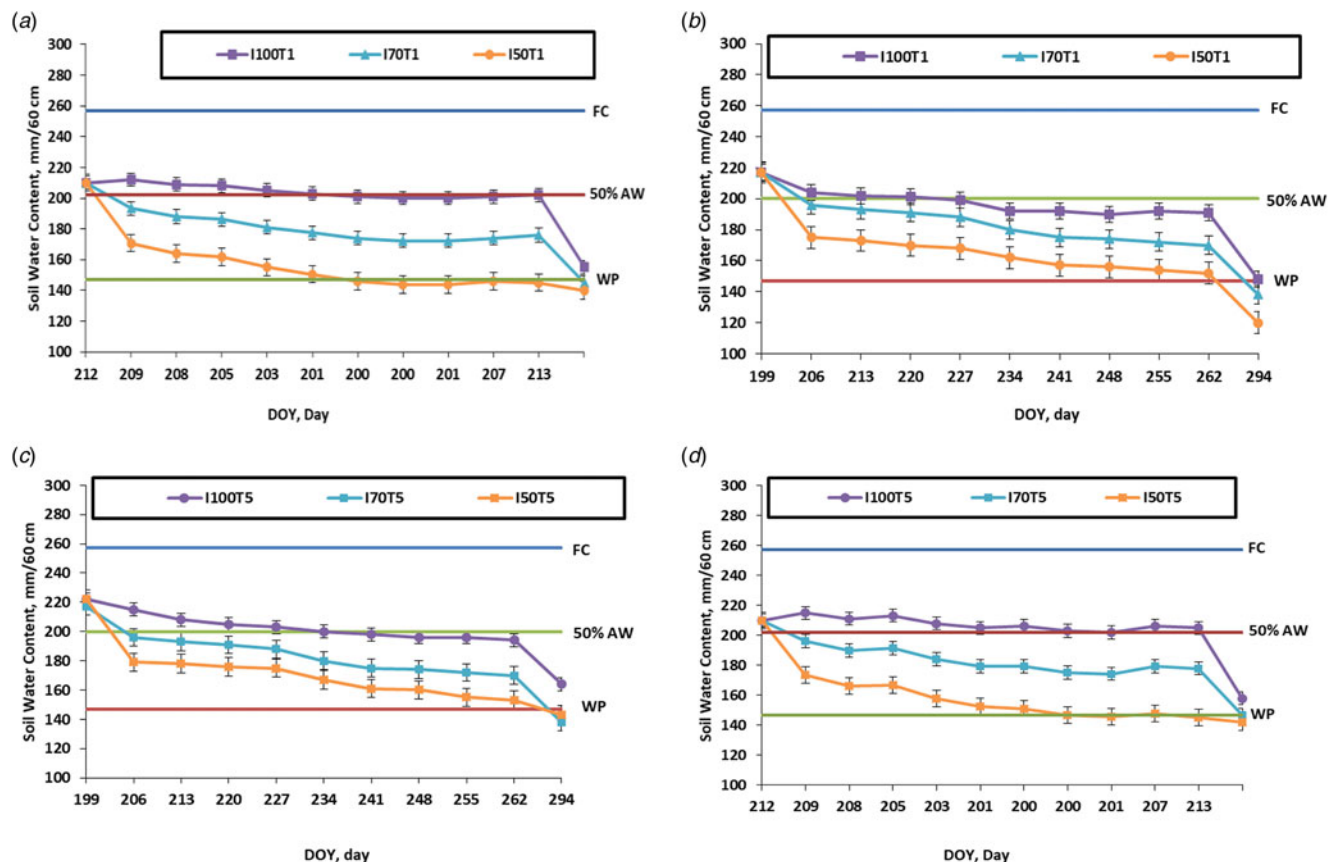 (a)
I100T1 I70T1 I50T1
Soil Water Content, mm/60 cm
300
280
260
240
220
200
180
160
140
120
100
FC
50% AW
WP
212 209 208 205 203 201 200 200 201 207 213
DOY, Day
(b)
I100T1 I70T1 I50T1
Soil Water Content, mm/60 cm
300
280
260
240
220
200
180
160
140
120
100
FC
50% AW
WP
199 206 213 220 227 234 241 248 255 262 294
DOY, day
(c)
I100T5 I70T5 I50T5
Soil Water Content, mm/60 cm
300
280
260
240
220
200
180
160
140
120
100
FC
50% AW
WP
199 206 213 220 227 234 241 248 255 262 294
DOY, day
(d)
I100T5 I70T5 I50T5
Soil Water Content, mm/60 cm
300
280
260
240
220
200
180
160
140
120
100
FC
50% AW
WP
212 209 208 205 203 201 200 200 201 207 213
DOY, Day